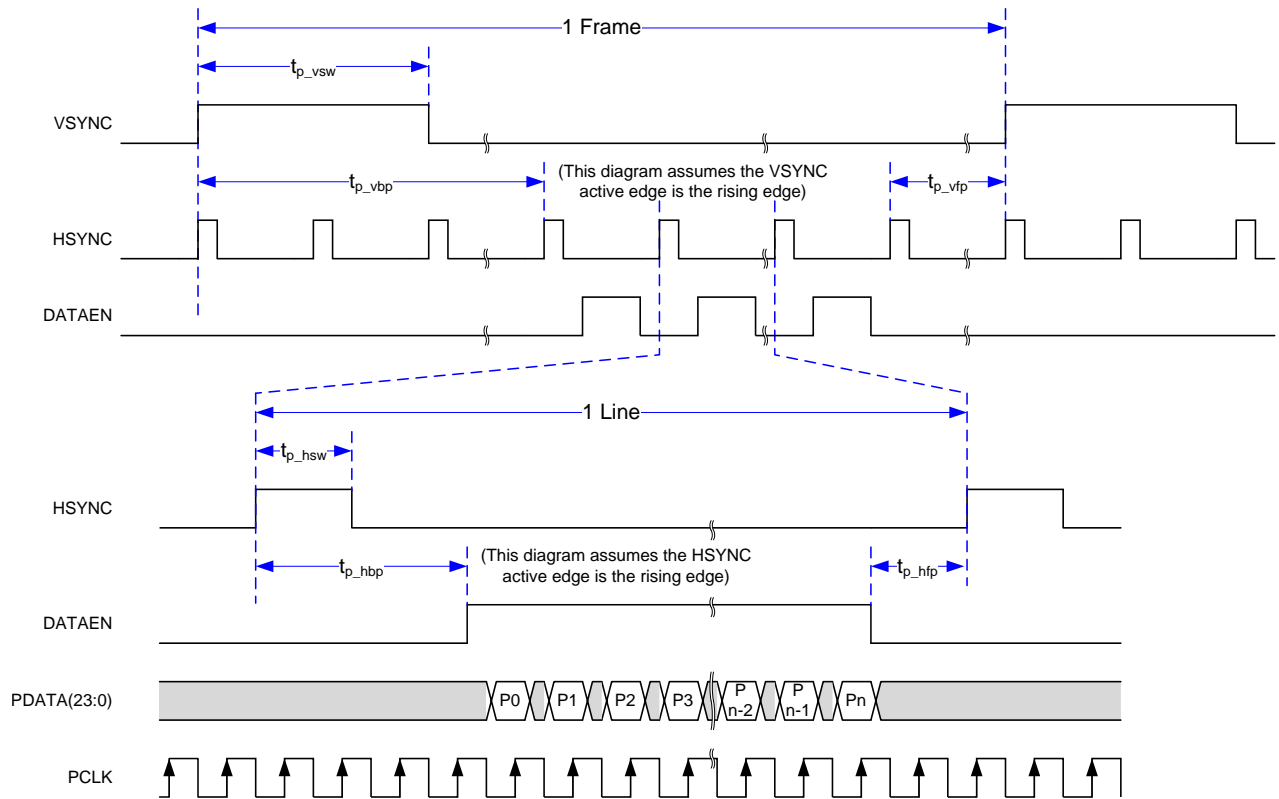 1 Frame
tp_vsw
VSYNC
tp_vbp
(This diagram assumes the VSYNC
active edge is the rising edge)
tp_vfp
HSYNC
DATAEN
1 Line
tp_hsw
HSYNC
tp_hbp
(This diagram assumes the HSYNC
active edge is the rising edge)
tp_hfp
DATAEN
PDATA(23:0)
P0
P1
P2
P3
P
n-2
P
n-1
Pn
PCLK